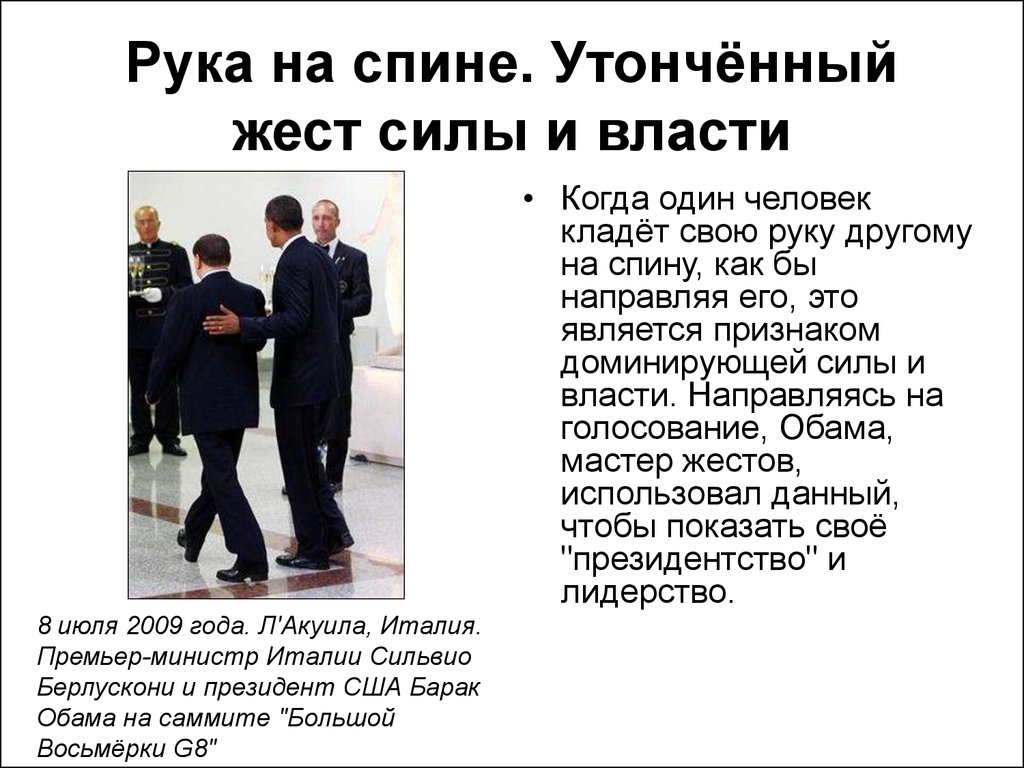 Рука на спине. Утончённый
жест силы и власти
• Когда один человек
кладёт свою руку другому
на спину, как бы
направляя его, это
является признаком
доминирующей силы и
власти. Направляясь на
голосование, Обама,
мастер жестов,
использовал данный,
чтобы показать своё
"президентство" и
лидерство.
8 июля 2009 года. Л'Акуила, Италия.
Премьер-министр Италии Сильвио
Берлускони и президент США Барак
Обама на саммите "Большой
Восьмёрки G8"